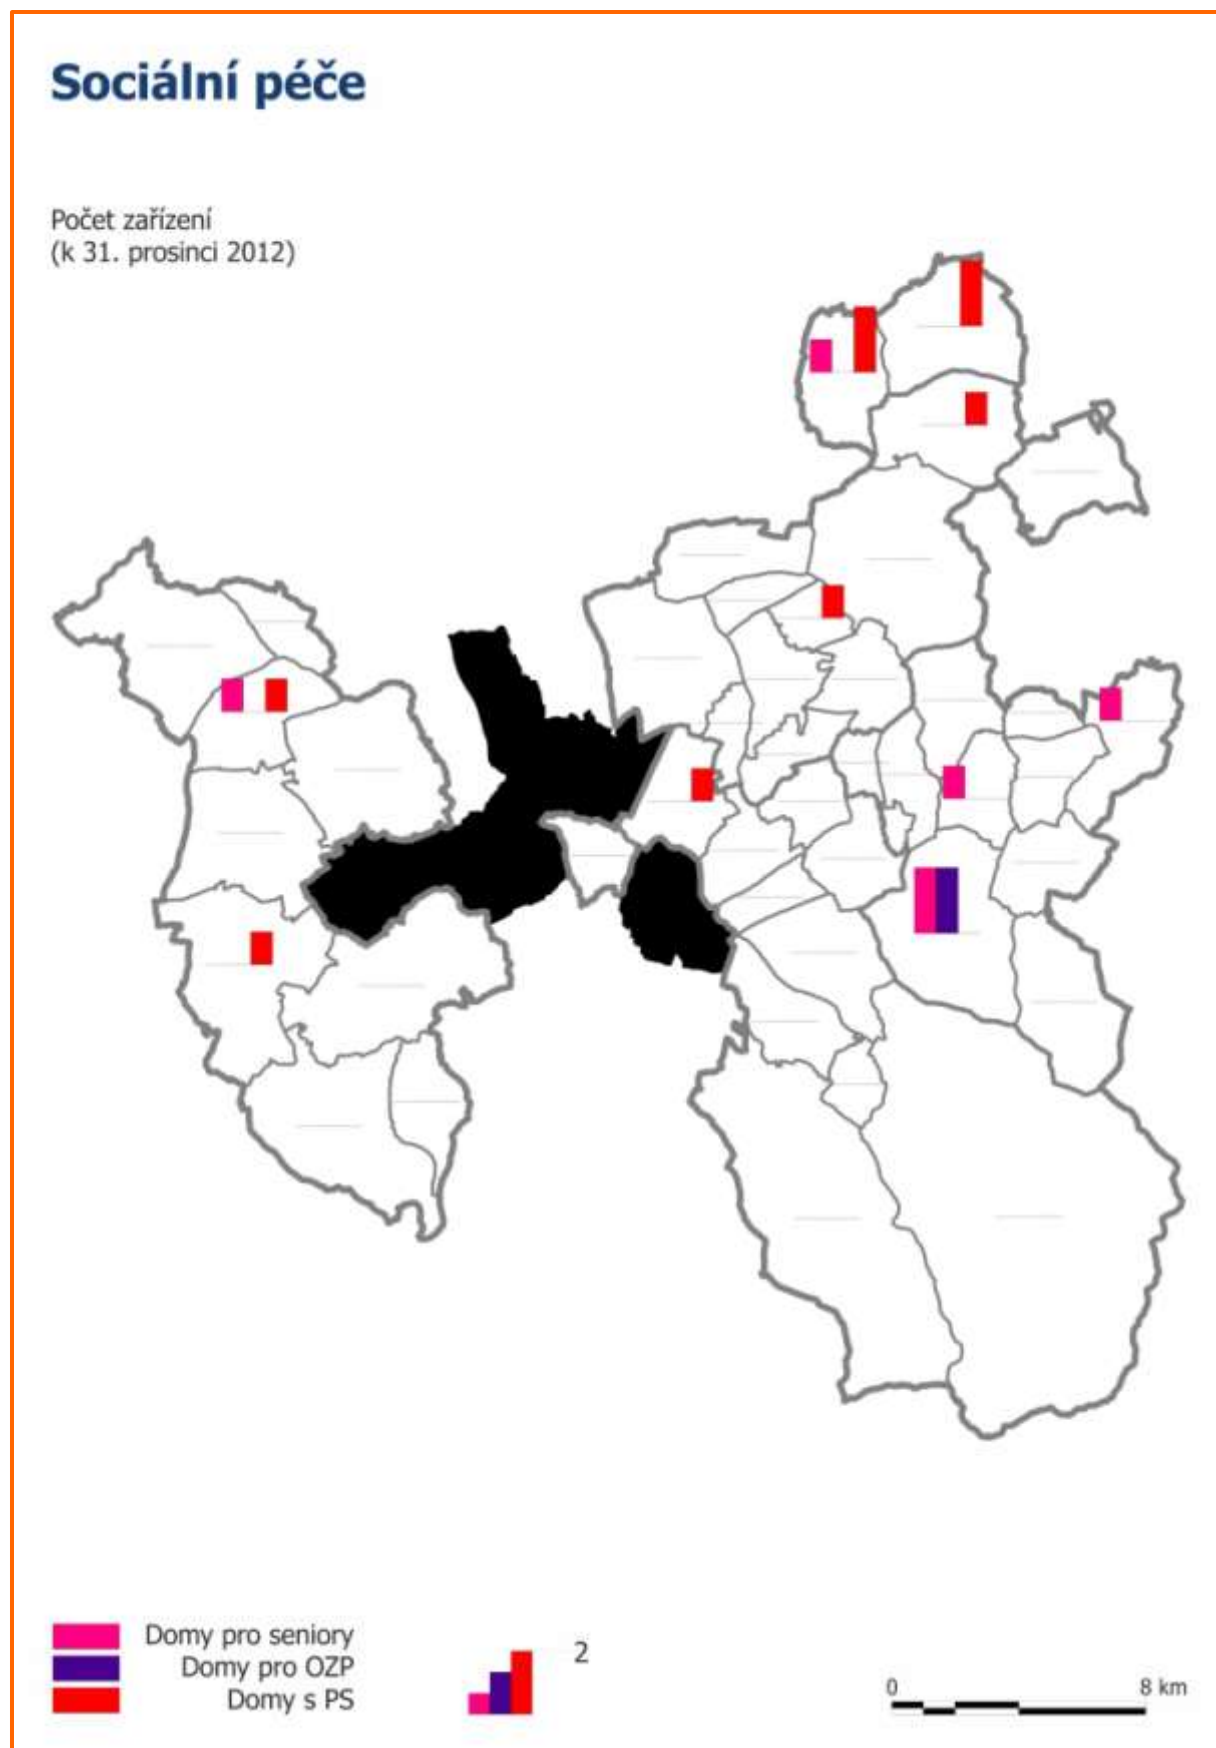 Sociální péče
Počet zařízení
(k 31. prosinci 2012)
Domy pro seniory
Domy pro OZP
Domy s PS
2
0
8 km